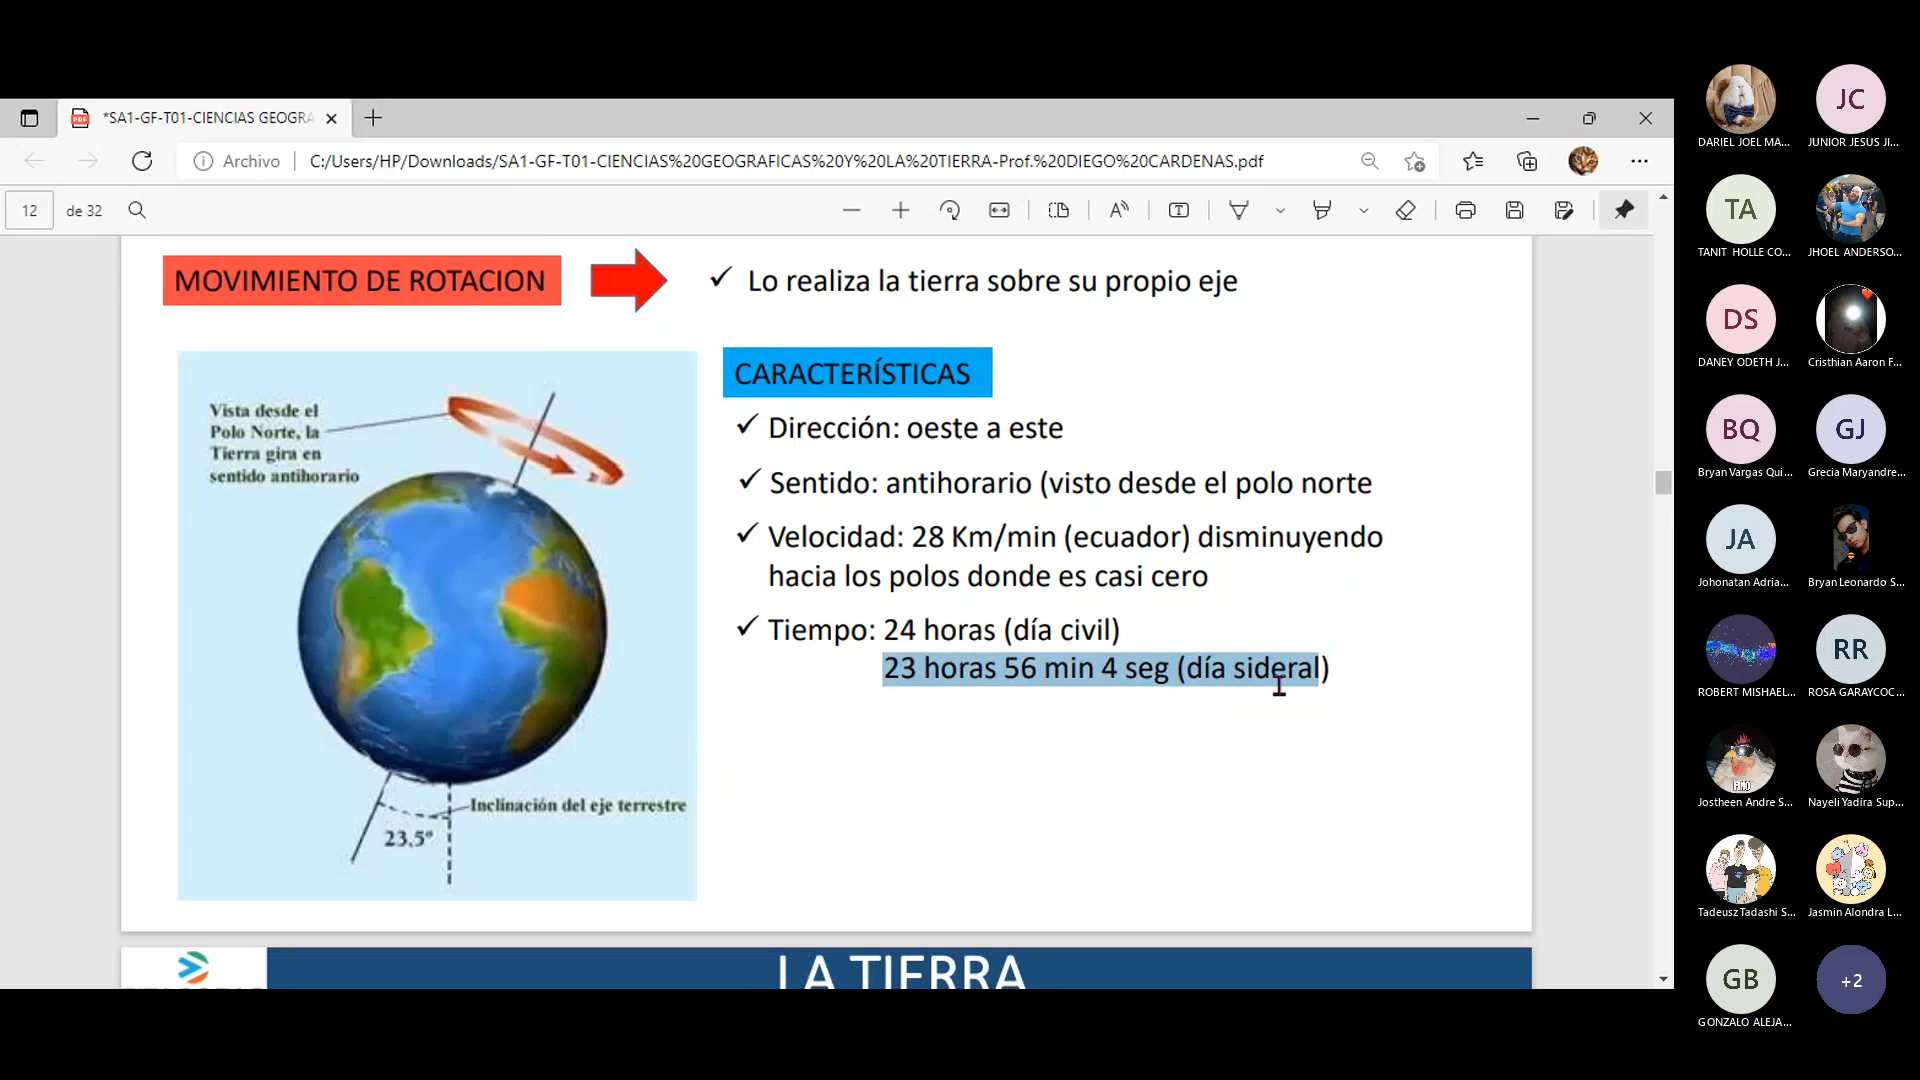 *SA1-GF-T01-CIENCIAS GEOGRA
Archivo
C:/Users/HP/Downloads/SA1-GF-T01-CIENCIAS%20GEOGRAFICAS%20Y%20LA%20TIERRA-Prof.%20DIEGO%20CARDENAS.pdf
12 de 32
MOVIMIENTO DE ROTACION
✓ Lo realiza la tierra sobre su propio eje
Vista desde el
Polo Norte, la
Tierra gira en
sentido antihorario
Inclinación del eje terrestre
23,5º
CARACTERÍSTICAS
✓ Dirección: oeste a este
✓ Sentido: antihorario (visto desde el polo norte
✓ Velocidad: 28 Km/min (ecuador) disminuyendo
hacia los polos donde es casi cero
✓ Tiempo: 24 horas (día civil)
23 horas 56 min 4 seg (día sideral)
LA TIERRA
DARIEL JOEL MA...
JC
JUNIOR JESUS JI...
TA
TANIT HOLLE CO...
JHOEL ANDERSO...
DS
DANEY ODETH J...
Cristhian Aaron F...
BQ
Bryan Vargas Qui...
GJ
Grecia Maryandre...
JA
Johonatan Adria...
Bryan Leonardo S...
ROBERT MISHAEL...
RR
ROSA GARAYCOC...
Jostheen Andre S...
Nayeli Yadira Sup...
Tadeusz Tadashi S...
Jasmin Alondra L...
GB
GONZALO ALEJA...
+2